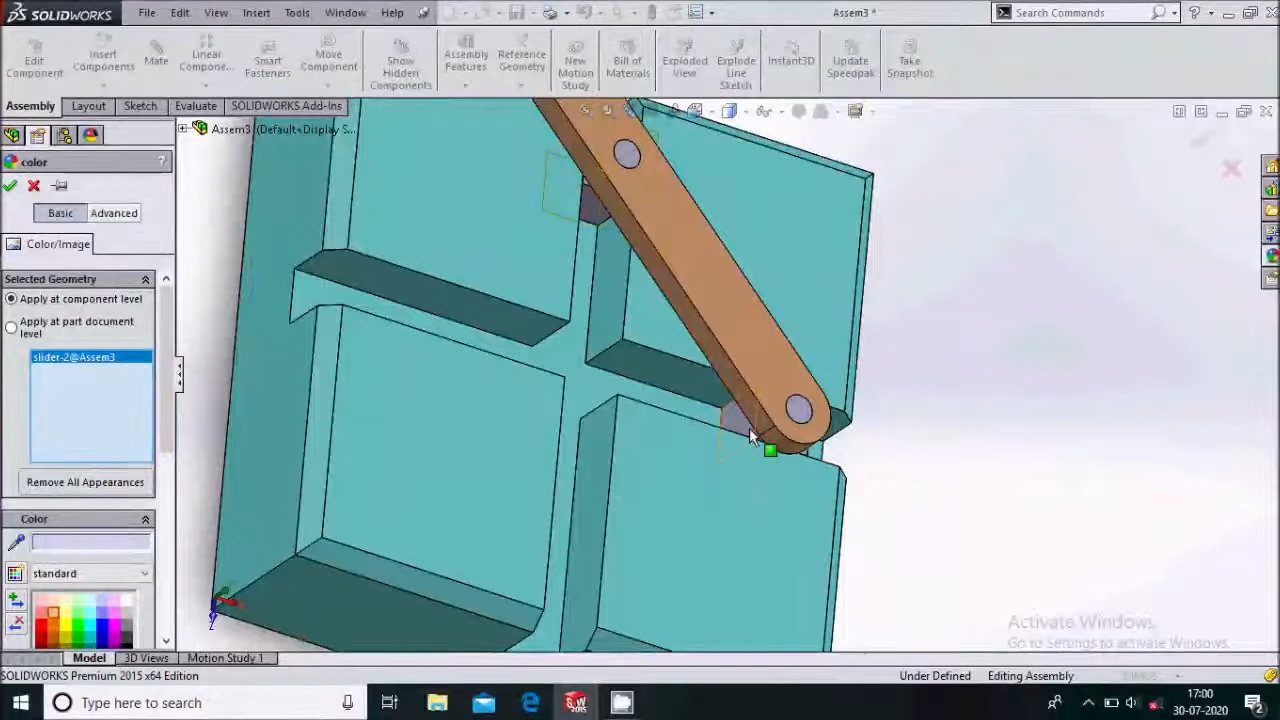 SOLIDWORKS File Edit View Insert Tools Window Help Assem3 * Search Commands
Edit Component
Insert Components
Mate
Linear Compone...
Smart Fasteners
Move Component
Show Hidden Components
Assembly Features
Reference Geometry
New Motion Study
Bill of Materials
Exploded View
Explode Line Sketch
Instant3D
Update Speedpak
Take Snapshot
Assembly Layout Sketch Evaluate SOLIDWORKS Add-Ins
Assem3 (Default<Display S...
color ?
Basic Advanced
Color/Image
Selected Geometry
Apply at component level
Apply at part document level
slider-2@Assem3
Remove All Appearances
Color
standard
Activate Windows
Go to Settings to activate Windows.
Model 3D Views Motion Study 1
SOLIDWORKS Premium 2015 x64 Edition Under Defined Editing Assembly
Type here to search
17:00
30-07-2020